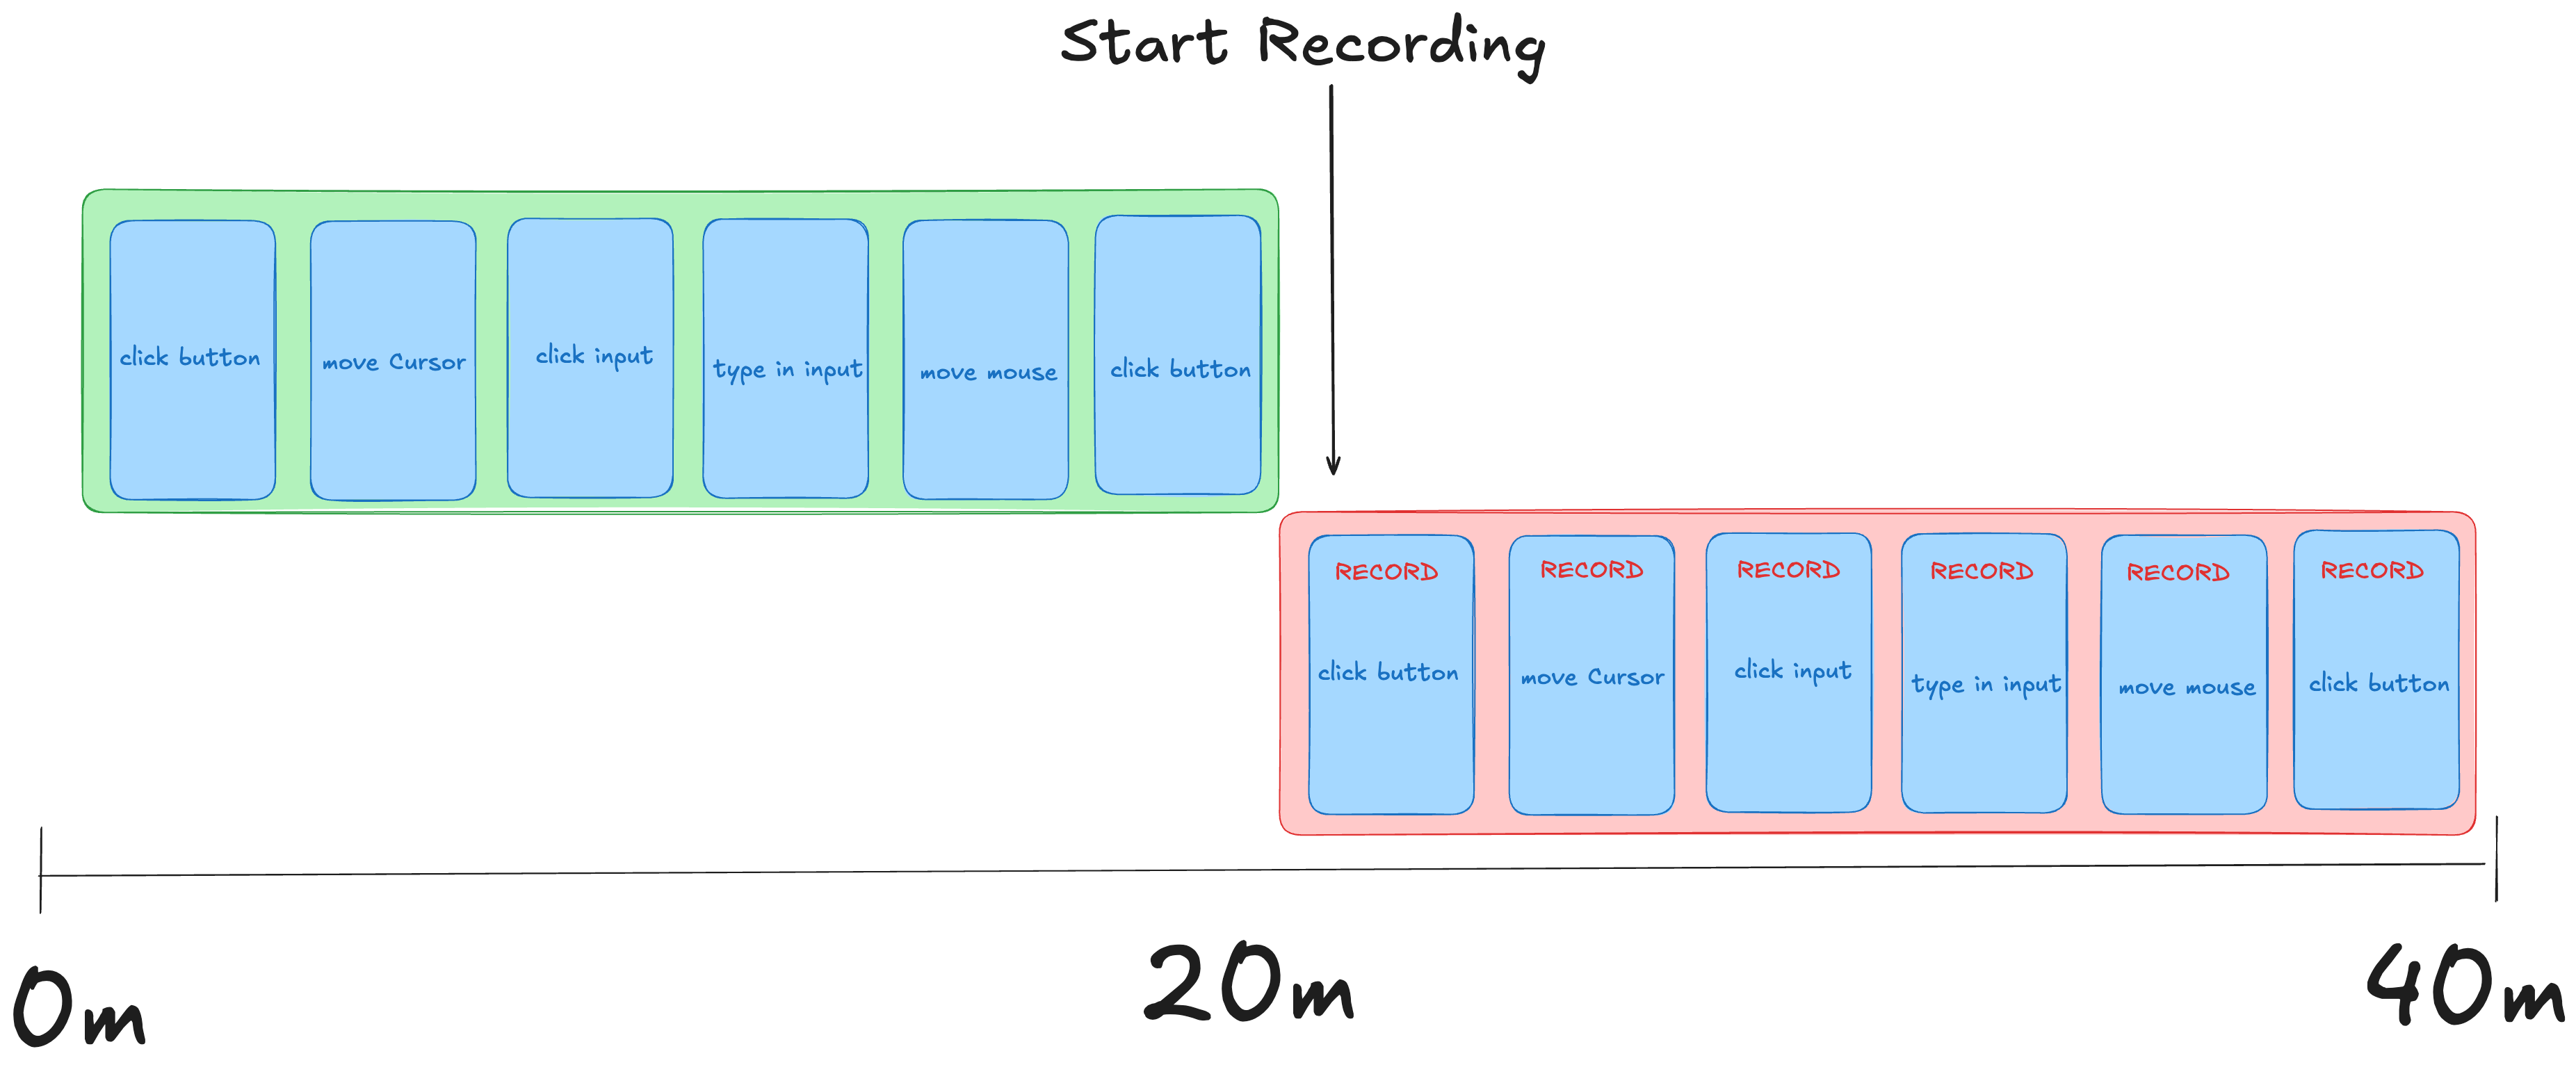 Start Recording
click button
move Cursor
click input
type in input
move mouse
click button
RECORD
click button
RECORD
move Cursor
RECORD
click input
RECORD
type in input
RECORD
move mouse
RECORD
click button
0m
20m
40m